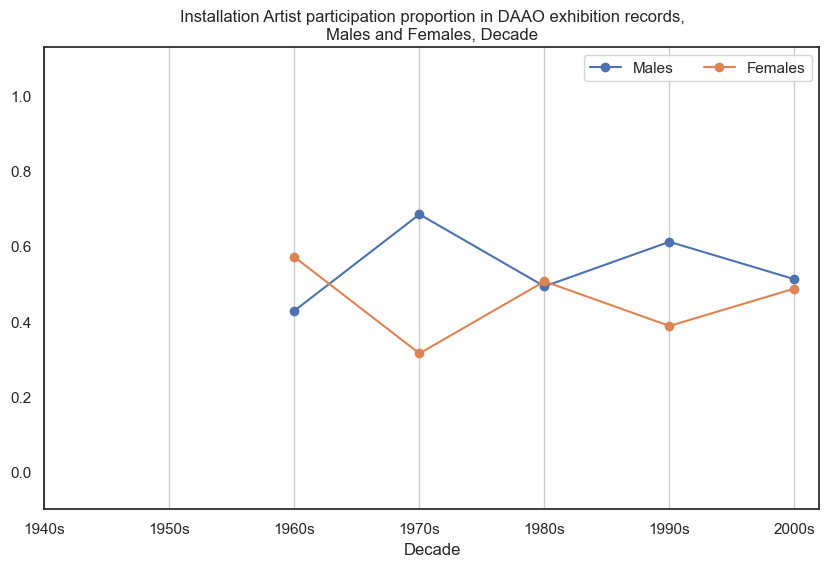 Installation Artist participation proportion in DAAO exhibition records,
Males and Females, Decade
Males Females
1.0
0.8
0.6
0.4
0.2
0.0
1940s 1950s 1960s 1970s 1980s 1990s 2000s
Decade